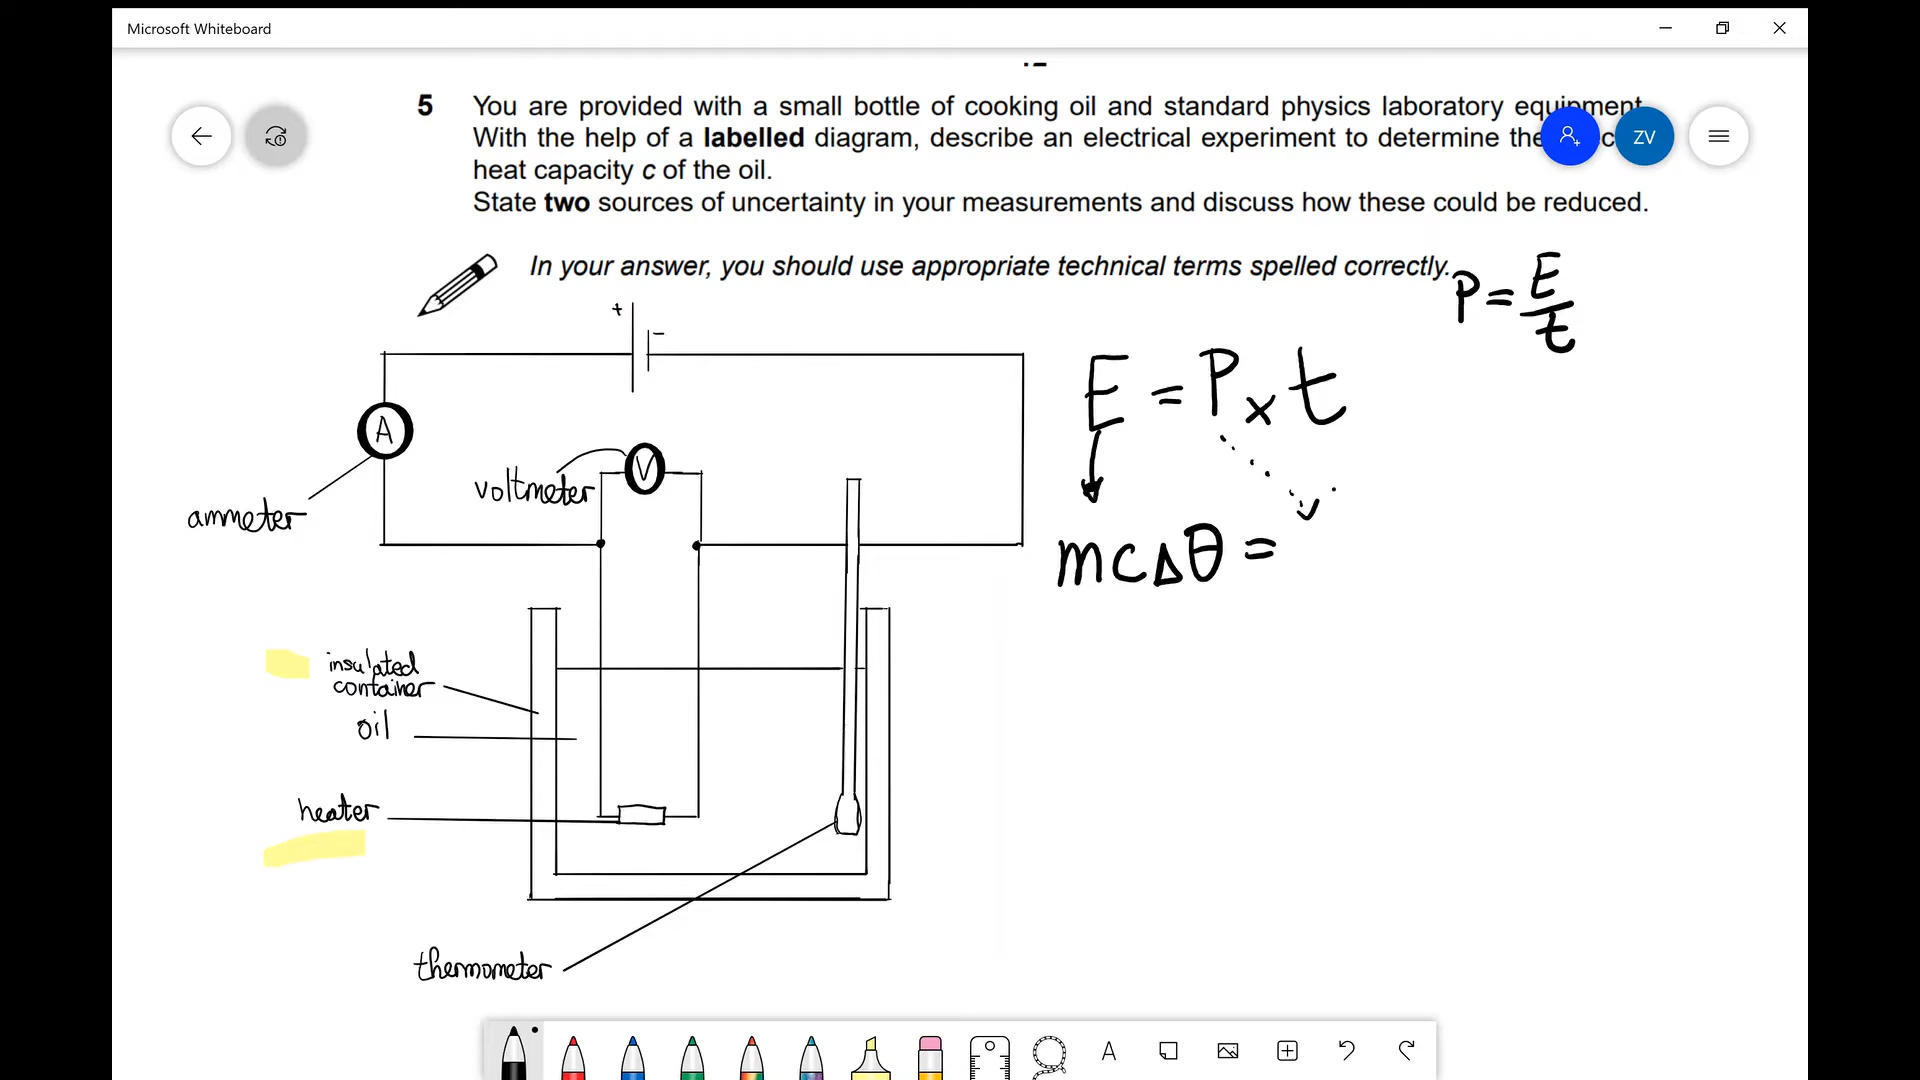 Microsoft Whiteboard
5 You are provided with a small bottle of cooking oil and standard physics laboratory equipment.
With the help of a labelled diagram, describe an electrical experiment to determine the
heat capacity c of the oil.
State two sources of uncertainty in your measurements and discuss how these could be reduced.
ZV
In your answer, you should use appropriate technical terms spelled correctly.
P = E/t
+ -
E = P x t
A
V
voltmeter
ammeter
mcΔθ =
insulated
container
oil
heater
thermometer
A